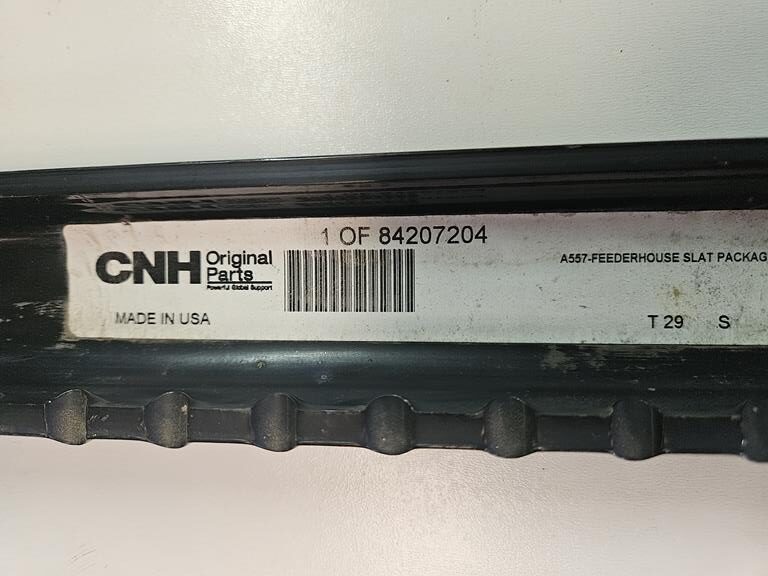 1 OF 84207204
CNH Original
Parts
Powerful Global Support
A557-FEEDERHOUSE SLAT PACKAG
MADE IN USA
T 29 S